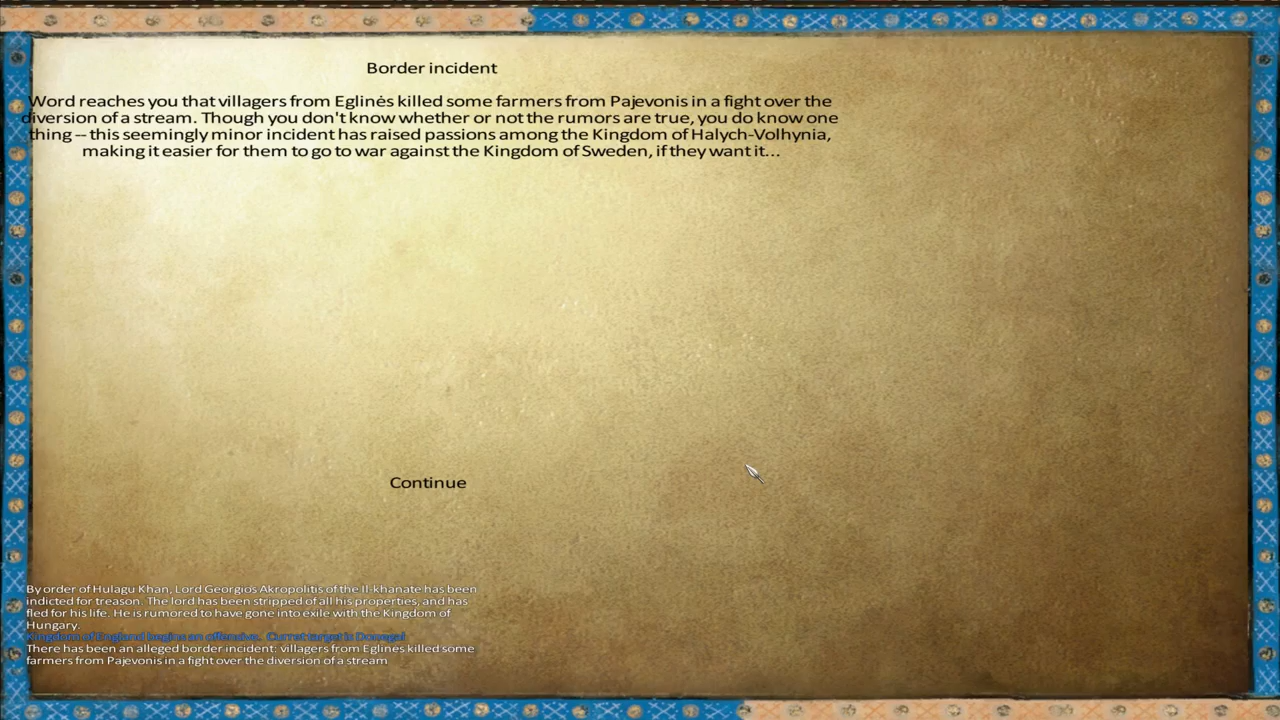 Border incident
Word reaches you that villagers from Eglinės killed some farmers from Pajevonis in a fight over the
diversion of a stream. Though you don't know whether or not the rumors are true, you do know one
thing -- this seemingly minor incident has raised passions among the Kingdom of Halych-Volhynia,
making it easier for them to go to war against the Kingdom of Sweden, if they want it...
Continue
By order of Hulagu Khan, Lord Georgios Akropolitis of the Il-khanate has been
indicted for treason. The lord has been stripped of all his properties, and has
fled for his life. He is rumored to have gone into exile with the Kingdom of
Hungary.
Kingdom of England begins an offensive.  Curret target is Donegal
There has been an alleged border incident: villagers from Eglinės killed some
farmers from Pajevonis in a fight over the diversion of a stream